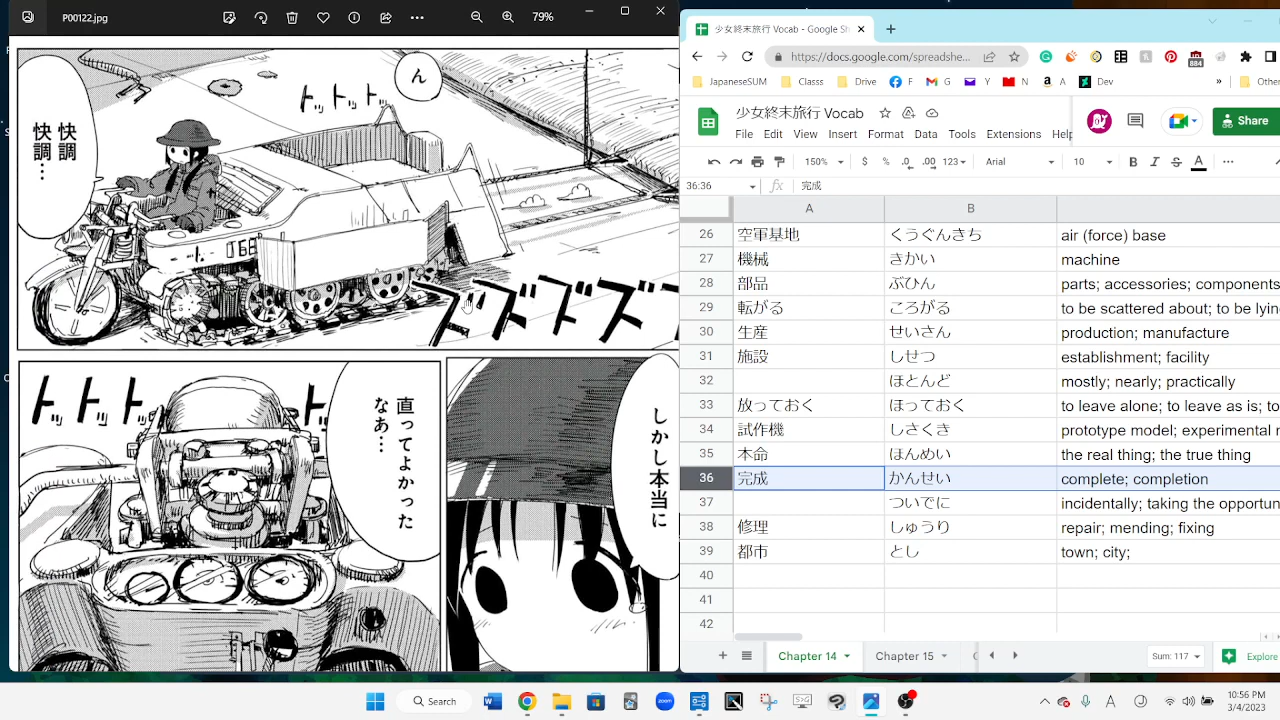 P00122.jpg
79%
ん
トットットッ
快調
快調…
ズズズズ
トットットッ
トッ
直ってよかった
なあ…
しかし本当に
少女終末旅行 Vocab - Google Sh
https://docs.google.com/spreadshe...
884
JapaneseSUM
Class
Drive
F
G
Y
N
A
Dev
»
Other
少女終末旅行 Vocab
File Edit View Insert Format Data Tools Extensions Help
Share
150%
$ % .0 .00 123
Arial
10
B I S A
36:36
fx 完成
A B
26 空軍基地 くうぐんきち air (force) base
27 機械 きかい machine
28 部品 ぶひん parts; accessories; components
29 転がる ころがる to be scattered about; to be lying
30 生産 せいさん production; manufacture
31 施設 しせつ establishment; facility
32 ほとんど mostly; nearly; practically
33 放っておく ほっておく to leave alone; to leave as is; to
34 試作機 しさくき prototype model; experimental
35 本命 ほんめい the real thing; the true thing
36 完成 かんせい complete; completion
37 ついでに incidentally; taking the opportun
38 修理 しゅうり repair; mending; fixing
39 都市 とし town; city;
40
41
42
Chapter 14
Chapter 15
Sum: 117
Explore
Search
zoom
A
10:56 PM
3/4/2023